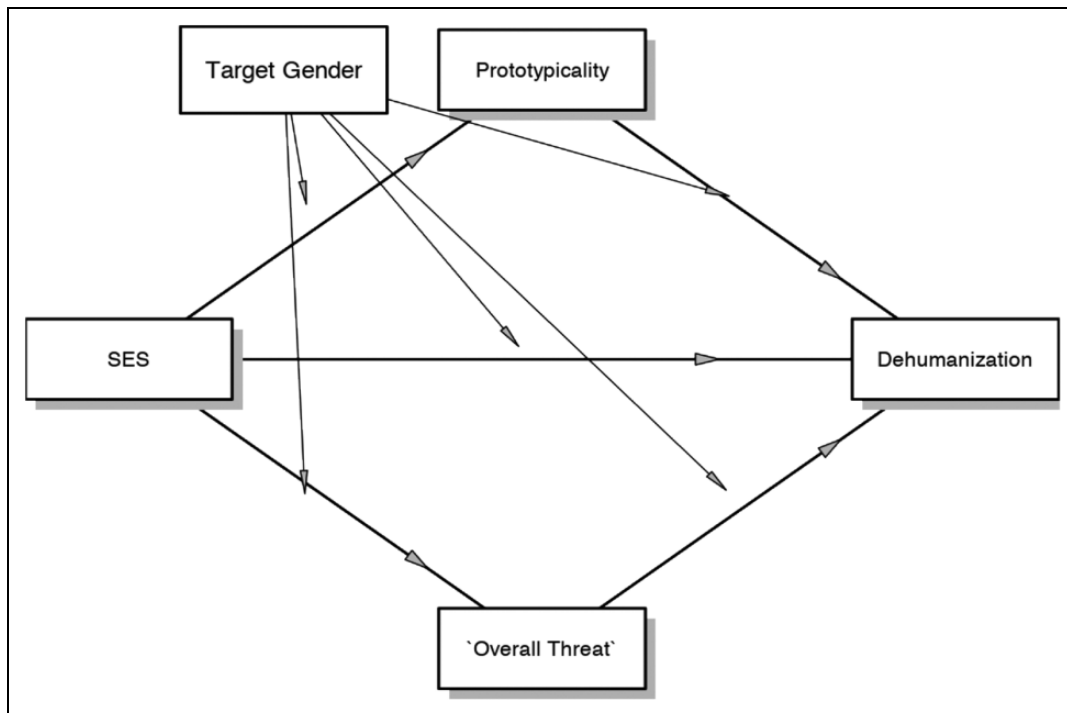 Target Gender
Prototypicality
SES
Dehumanization
`Overall Threat`